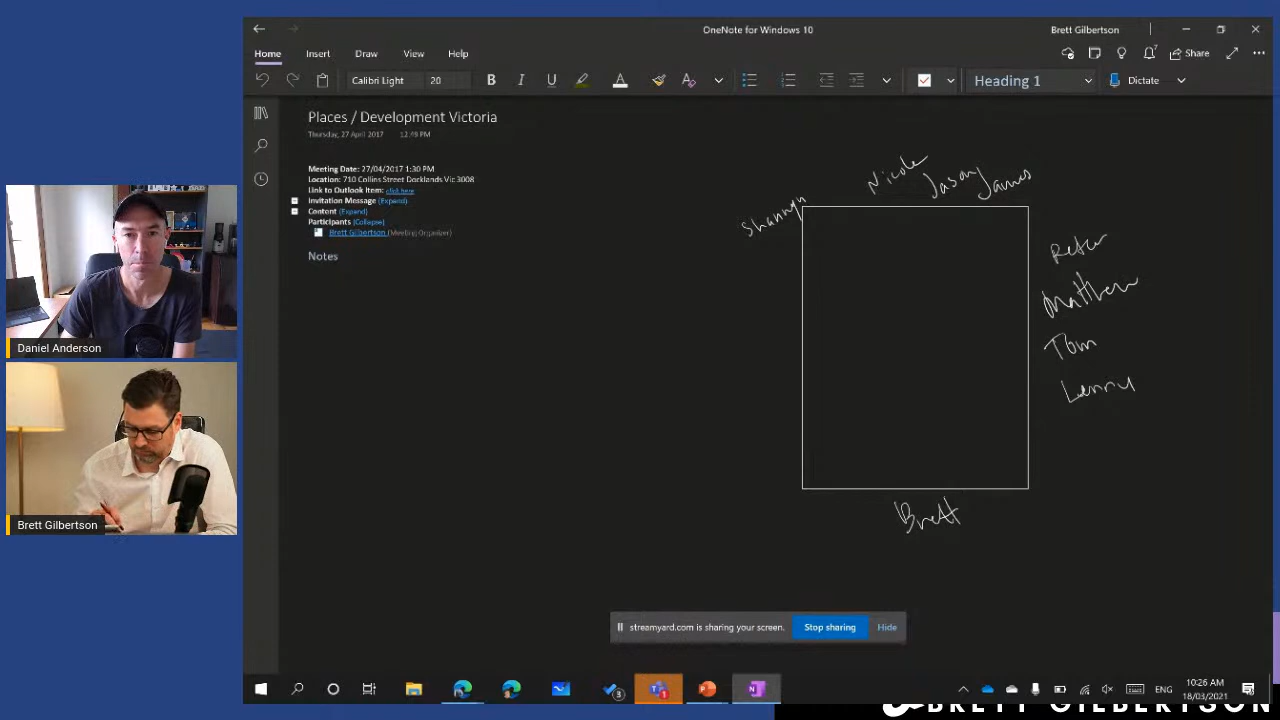 OneNote for Windows 10
Brett Gilbertson
Home Insert Draw View Help
Share
Calibri Light 20 B I U A A Heading 1 Dictate
Places / Development Victoria
Thursday, 27 April 2017 12:49 PM
Meeting Date: 27/04/2017 1:30 PM
Location: 710 Collins Street Docklands Vic 3008
Link to Outlook Item: click here
Invitation Message (Expand)
Content (Expand)
Participants (Collapse)
Brett Gilbertson (Meeting Organizer)
Notes
Nicole
Jason
James
Shannyn
Peter
Matthew
Tom
Lenny
Brett
Daniel Anderson
Brett Gilbertson
streamyard.com is sharing your screen. Stop sharing Hide
3
1
ENG
10:26 AM
18/03/2021
BRETT GILBERTSON